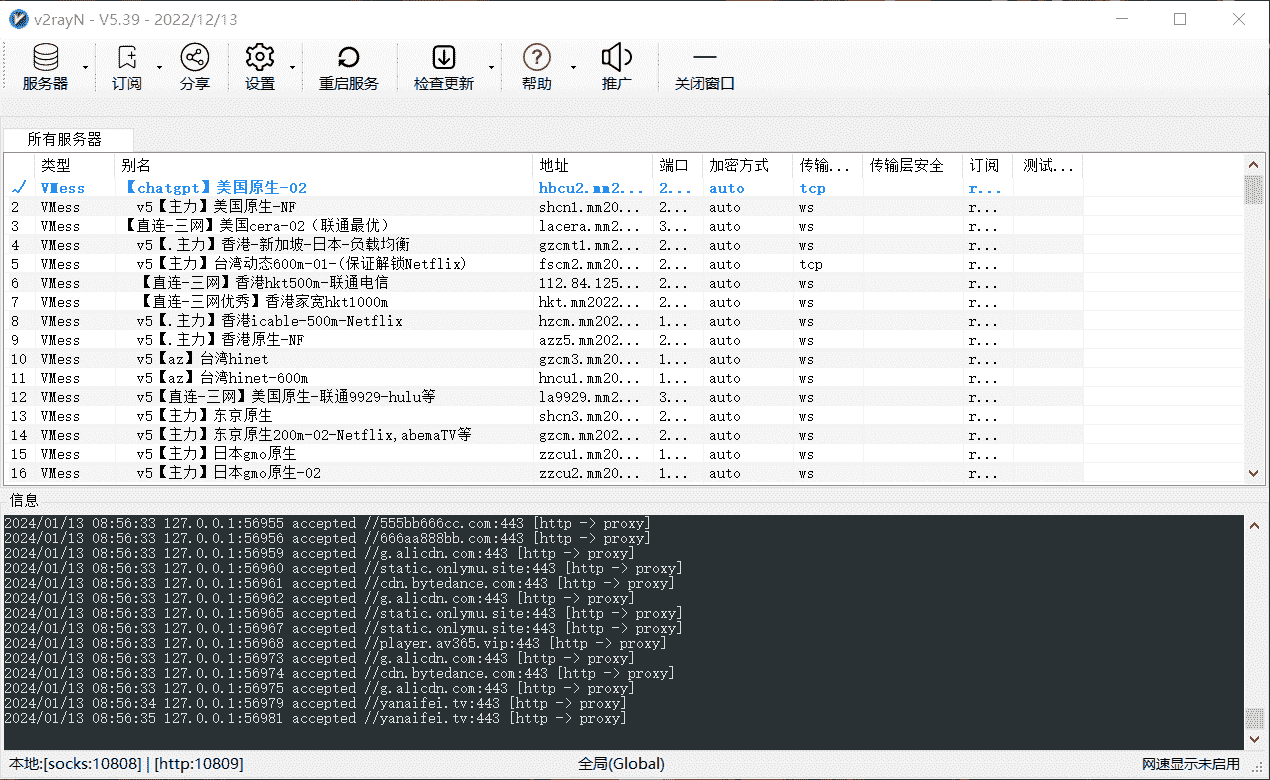 v2rayN - V5.39 - 2022/12/13
服务器 订阅 分享 设置 重启服务 检查更新 帮助 推广 关闭窗口
所有服务器
类型 别名 地址 端口 加密方式 传输... 传输层安全 订阅 测试...
VMess 【chatgpt】美国原生-02 hbcu2.mm2... 2... auto tcp r...
2 VMess v5【主力】美国原生-NF shcn1.mm20... 2... auto ws r...
3 VMess 【直连-三网】美国cera-02（联通最优） lacera.mm2... 3... auto ws r...
4 VMess v5【.主力】香港-新加坡-日本-负载均衡 gzcmt1.mm2... 2... auto ws r...
5 VMess v5【主力】台湾动态600m-01-(保证解锁Netflix) fscm2.mm20... 2... auto tcp r...
6 VMess 【直连-三网】香港hkt500m-联通电信 112.84.125... 2... auto ws r...
7 VMess 【直连-三网优秀】香港家宽hkt1000m hkt.mm2022... 2... auto ws r...
8 VMess v5【.主力】香港icable-500m-Netflix hzcm.mm202... 1... auto ws r...
9 VMess v5【.主力】香港原生-NF azz5.mm202... 2... auto ws r...
10 VMess v5【az】台湾hinet gzcm3.mm20... 1... auto ws r...
11 VMess v5【az】台湾hinet-600m hncu1.mm20... 1... auto ws r...
12 VMess v5【直连-三网】美国原生-联通9929-hulu等 la9929.mm2... 3... auto ws r...
13 VMess v5【主力】东京原生 shcn3.mm20... 2... auto ws r...
14 VMess v5【主力】东京原生200m-02-Netflix,abemaTV等 gzcm.mm202... 2... auto ws r...
15 VMess v5【主力】日本gmo原生 zzcu1.mm20... 1... auto ws r...
16 VMess v5【主力】日本gmo原生-02 zzcu2.mm20... 1... auto ws r...
信息
2024/01/13 08:56:33 127.0.0.1:56955 accepted //555bb666cc.com:443 [http -> proxy]
2024/01/13 08:56:33 127.0.0.1:56956 accepted //666aa888bb.com:443 [http -> proxy]
2024/01/13 08:56:33 127.0.0.1:56959 accepted //g.alicdn.com:443 [http -> proxy]
2024/01/13 08:56:33 127.0.0.1:56960 accepted //static.onlymu.site:443 [http -> proxy]
2024/01/13 08:56:33 127.0.0.1:56961 accepted //cdn.bytedance.com:443 [http -> proxy]
2024/01/13 08:56:33 127.0.0.1:56962 accepted //g.alicdn.com:443 [http -> proxy]
2024/01/13 08:56:33 127.0.0.1:56965 accepted //static.onlymu.site:443 [http -> proxy]
2024/01/13 08:56:33 127.0.0.1:56967 accepted //static.onlymu.site:443 [http -> proxy]
2024/01/13 08:56:33 127.0.0.1:56968 accepted //player.av365.vip:443 [http -> proxy]
2024/01/13 08:56:33 127.0.0.1:56973 accepted //g.alicdn.com:443 [http -> proxy]
2024/01/13 08:56:33 127.0.0.1:56974 accepted //cdn.bytedance.com:443 [http -> proxy]
2024/01/13 08:56:33 127.0.0.1:56975 accepted //g.alicdn.com:443 [http -> proxy]
2024/01/13 08:56:34 127.0.0.1:56979 accepted //yanaifei.tv:443 [http -> proxy]
2024/01/13 08:56:35 127.0.0.1:56981 accepted //yanaifei.tv:443 [http -> proxy]
本地:[socks:10808] | [http:10809] 全局(Global) 网速显示未启用